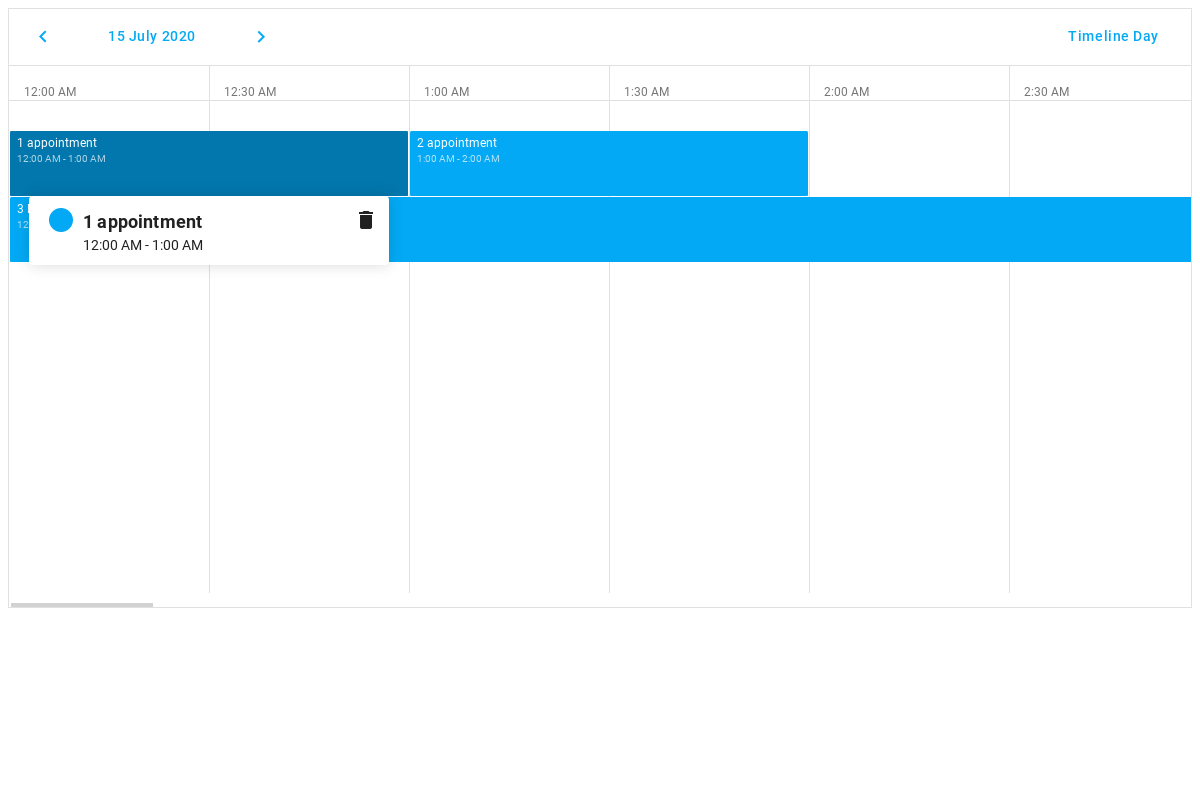 15 July 2020
Timeline Day
12:00 AM
12:30 AM
1:00 AM
1:30 AM
2:00 AM
2:30 AM
1 appointment
12:00 AM - 1:00 AM
2 appointment
1:00 AM - 2:00 AM
3
12
1 appointment
12:00 AM - 1:00 AM